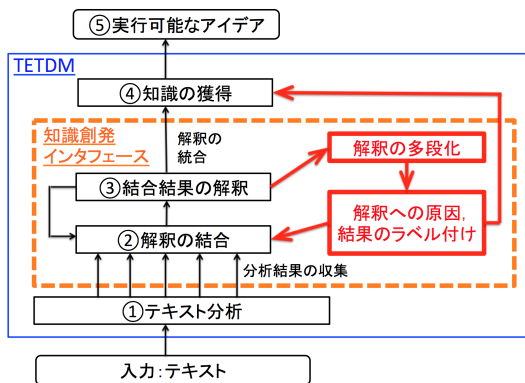 ⑤実行可能なアイデア
TETDM
④知識の獲得
知識創発
インタフェース
解釈の
統合
解釈の多段化
③結合結果の解釈
解釈への原因,
結果のラベル付け
②解釈の結合
分析結果の収集
①テキスト分析
入力:テキスト